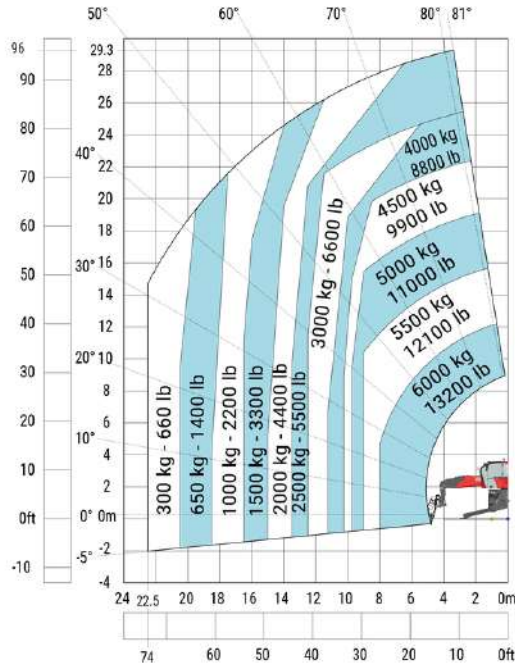 50° 60° 70° 80° 81°
96 29.3
90 28
26
80 24
40° 22
70 20
60 18
16
30° 50 14
12
40 10
20° 30 8
6
20 4
10° 10 2
0ft 0° 0m
-5° -2
-10 -4
4000 kg
8800 lb
4500 kg
9900 lb
5000 kg
11000 lb
5500 kg
12100 lb
6000 kg
13200 lb
300 kg - 660 lb
650 kg - 1400 lb
1000 kg - 2200 lb
1500 kg - 3300 lb
2000 kg - 4400 lb
2500 kg - 5500 lb
3000 kg - 6600 lb
24 22.5 20 18 16 14 12 10 8 6 4 2 0m
74 60 50 40 30 20 10 0ft